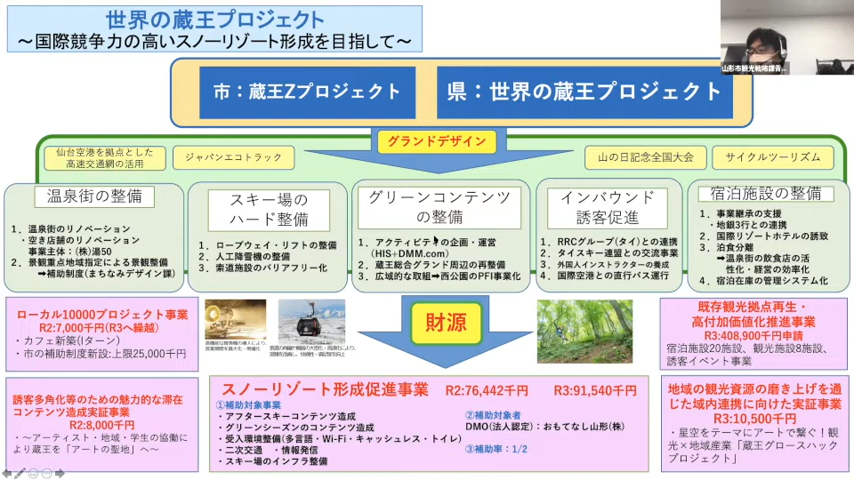 世界の蔵王プロジェクト
～国際競争力の高いスノーリゾート形成を目指して～
市：蔵王Zプロジェクト
県：世界の蔵王プロジェクト
グランドデザイン
仙台空港を拠点とした
高速交通網の活用
ジャパンエコトラック
山の日記念全国大会
サイクルツーリズム
温泉街の整備
1．温泉街のリノベーション
・空き店舗のリノベーション
事業主体：(株)湯50
2．景観重点地域指定による景観整備
➡補助制度(まちなみデザイン課)
スキー場の
ハード整備
1．ロープウェイ・リフトの整備
2．人工降雪機の整備
3．索道施設のバリアフリー化
グリーンコンテンツ
の整備
1．アクティビティの企画・運営
（HIS+DMM.com）
2．蔵王総合グランド周辺の再整備
3．広域的な取組➡西公園のPFI事業化
インバウンド
誘客促進
1．RRCグループ(タイ)との連携
2．タイスキー連盟との交流事業
3．外国人インストラクターの養成
4．国際空港との直行バス運行
宿泊施設の整備
1．事業継承の支援
・地銀3行との連携
2．国際リゾートホテルの誘致
3．泊食分離
➡温泉街の飲食店の活
性化・経営の効率化
4．宿泊在庫の管理システム化
ローカル10000プロジェクト事業
R2:7,000千円(R3へ繰越)
・カフェ新築(Iターン)
・市の補助制度新設:上限25,000千円
財源
既存観光拠点再生・
高付加価値化推進事業
R3:408,900千円申請
宿泊施設20施設、観光施設8施設、
誘客イベント事業
誘客多角化等のための魅力的な滞在
コンテンツ造成実証事業
R2:8,000千円
・～アーティスト・地域・学生の協働に
より蔵王を「アートの聖地」へ～
スノーリゾート形成促進事業 R2:76,442千円 R3:91,540千円
①補助対象事業
・アフタースキーコンテンツ造成
・グリーンシーズンのコンテンツ造成
・受入環境整備(多言語・Wi-Fi・キャッシュレス・トイレ)
・二次交通 ・情報発信
・スキー場のインフラ整備
②補助対象者
DMO(法人認定)：おもてなし山形(株)
③補助率：1/2
地域の観光資源の磨き上げを通
じた域内連携に向けた実証事業
R3:10,500千円
・星空をテーマにアートで繋ぐ！観
光×地域産業「蔵王グロースハック
プロジェクト」